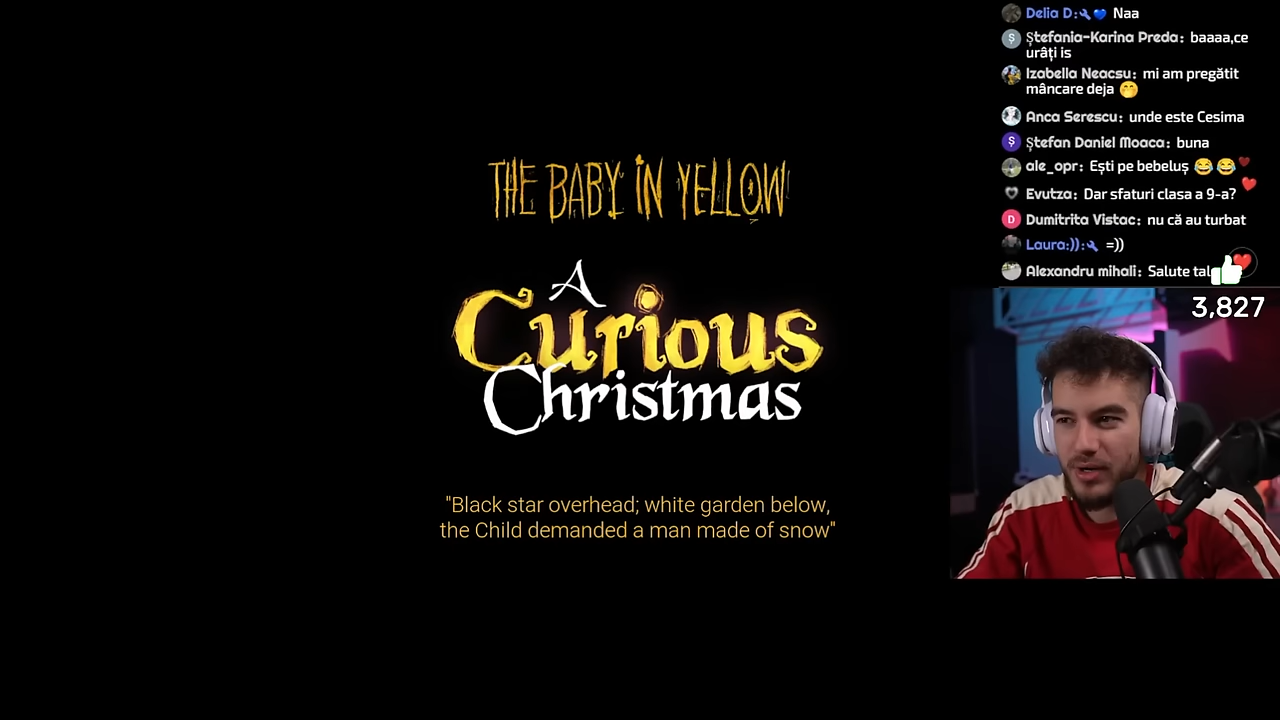 THE BABY IN YELLOW
A
Curious
Christmas
"Black star overhead; white garden below,
the Child demanded a man made of snow"
Delia D: Naa
Ștefania-Karina Preda: baaaa,ce
urâți is
Izabella Neacsu: mi am pregătit
mâncare deja
Anca Serescu: unde este Cesima
Ș Ștefan Daniel Moaca: buna
ale_opr: Ești pe bebeluș
Evutza: Dar sfaturi clasa a 9-a?
D Dumitrita Vistac: nu că au turbat
Laura:)): =))
Alexandru mihali: Salute tal
3,827